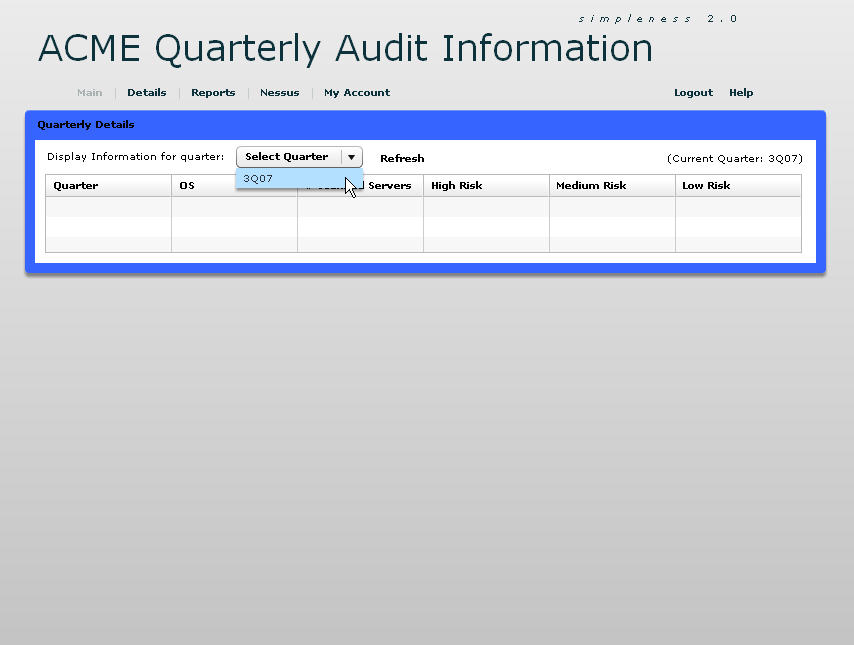 simpleness 2.0
ACME Quarterly Audit Information
Main Details Reports Nessus My Account Logout Help
Quarterly Details
Display Information for quarter: Select Quarter Refresh (Current Quarter: 3Q07)
3Q07
Quarter OS Servers High Risk Medium Risk Low Risk